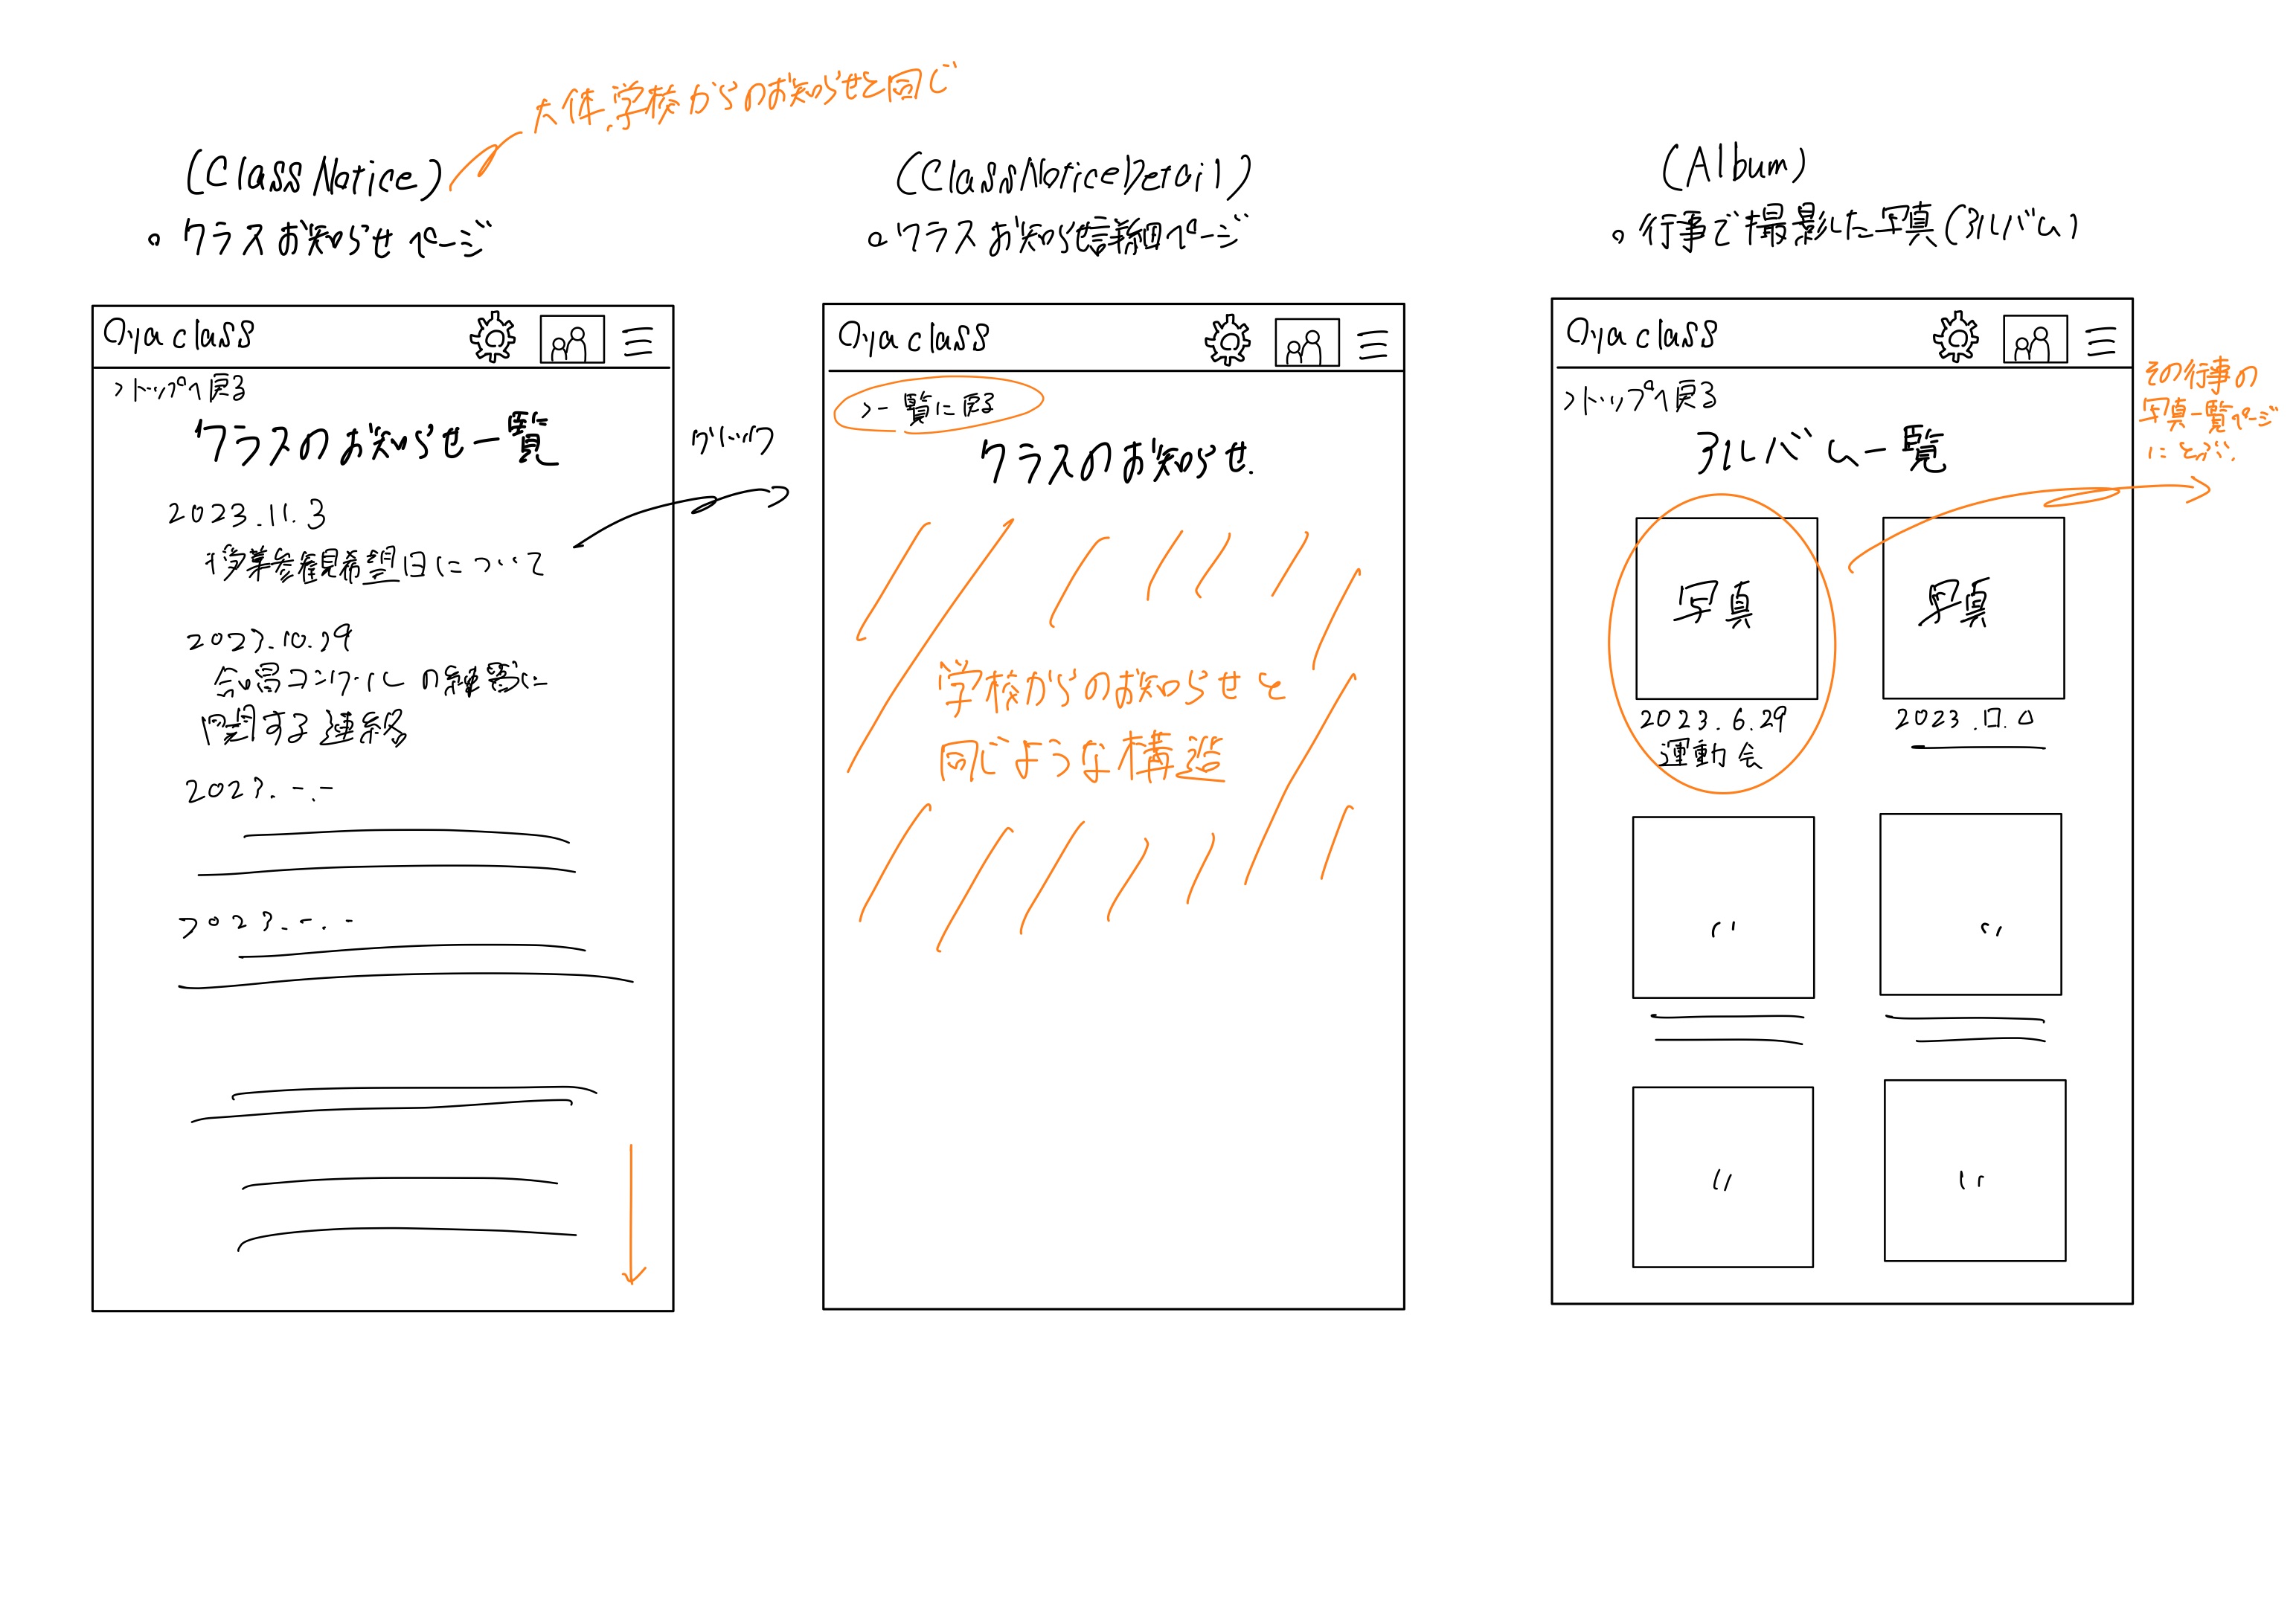 大体、学校からのお知らせと同じ
(ClassNotice)
クラスお知らせページ
Oyaclass
>トップへ戻る
クラスのお知らせ一覧
2023.11.3
授業参観希望日について
2023.10.29
合唱コンクールの練習に
関する連絡
2023.-.-
2023.-.-
クリック
(ClassNoticeDetail)
クラスお知らせ詳細ページ
Oyaclass
>一覧に戻る
クラスのお知らせ.
学校からのお知らせと
同じような構造
(Album)
行事で撮影した写真(アルバム)
Oyaclass
>トップへ戻る
アルバム一覧
写真
写真
2023.6.29
運動会
2023.□.□
その行事の
写真一覧ページ
にとぶ.